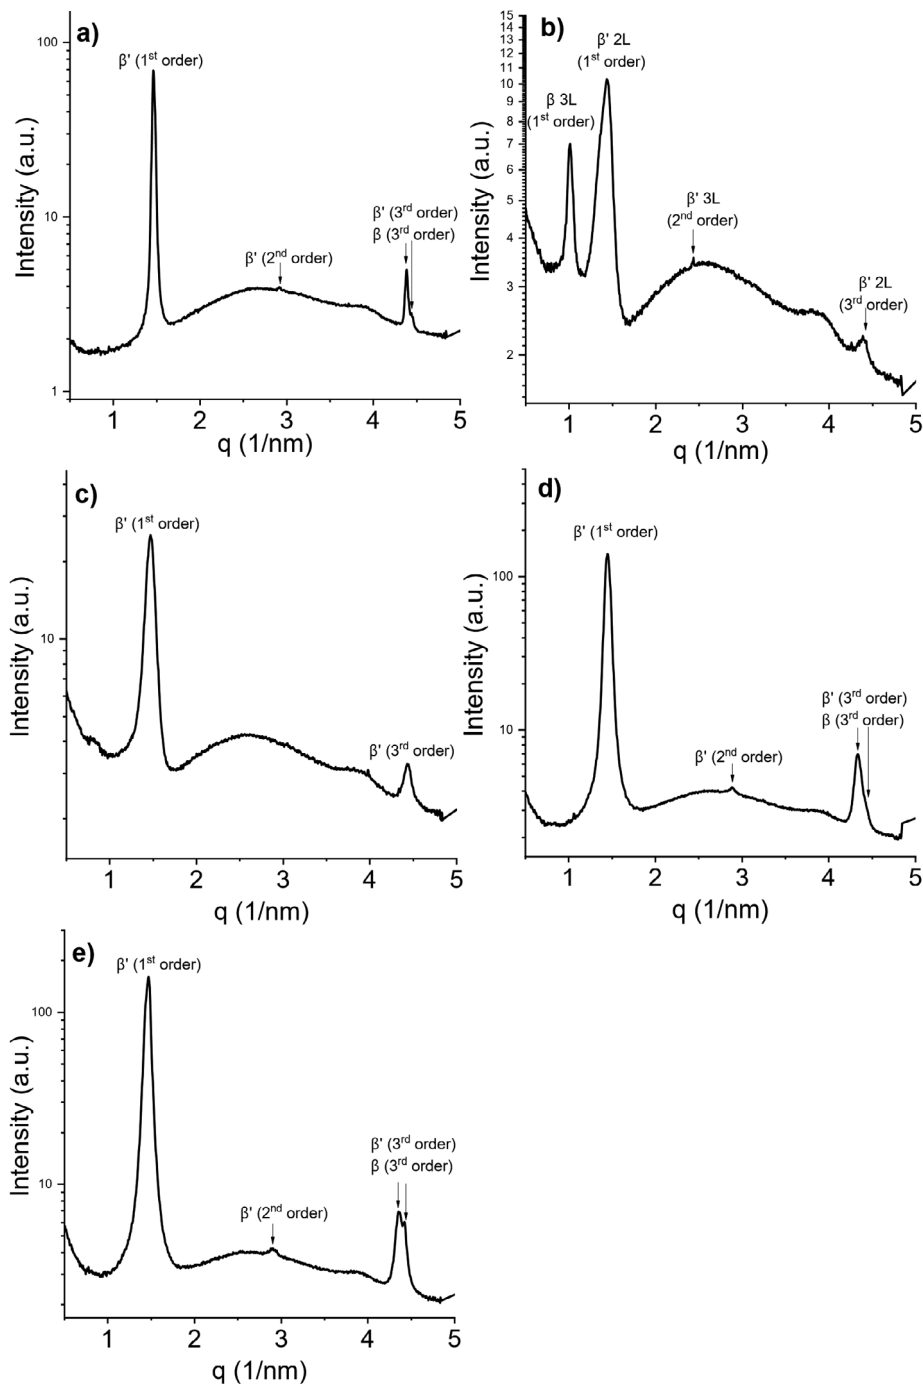 a)
β' (1st order)
β' (2nd order)
β' (3rd order)
β (3rd order)
100
10
1
Intensity (a.u.)
1 2 3 4 5
q (1/nm)
b)
β' 2L
(1st order)
β 3L
(1st order)
β' 3L
(2nd order)
β' 2L
(3rd order)
15
14
13
12
11
10
9
8
7
6
5
4
3
2
Intensity (a.u.)
1 2 3 4 5
q (1/nm)
c)
β' (1st order)
β' (3rd order)
10
Intensity (a.u.)
1 2 3 4 5
q (1/nm)
d)
β' (1st order)
β' (2nd order)
β' (3rd order)
β (3rd order)
100
10
Intensity (a.u.)
1 2 3 4 5
q (1/nm)
e)
β' (1st order)
β' (2nd order)
β' (3rd order)
β (3rd order)
100
10
Intensity (a.u.)
1 2 3 4 5
q (1/nm)